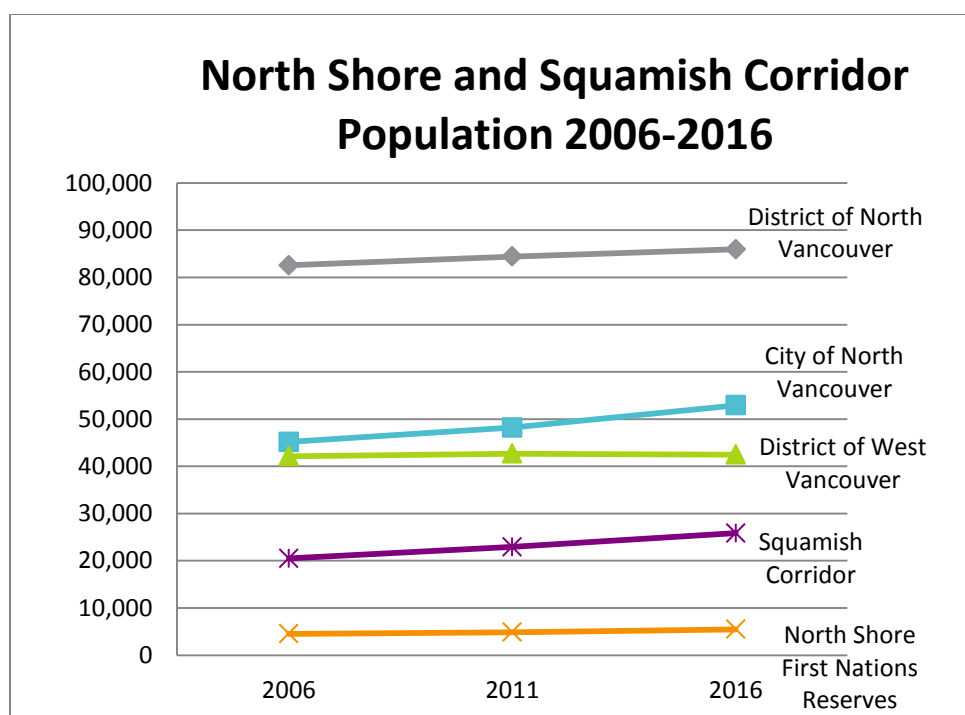 North Shore and Squamish Corridor
Population 2006-2016
100,000
90,000
80,000
70,000
60,000
50,000
40,000
30,000
20,000
10,000
0
District of North
Vancouver
City of North
Vancouver
District of West
Vancouver
Squamish
Corridor
North Shore
First Nations
Reserves
2006
2011
2016